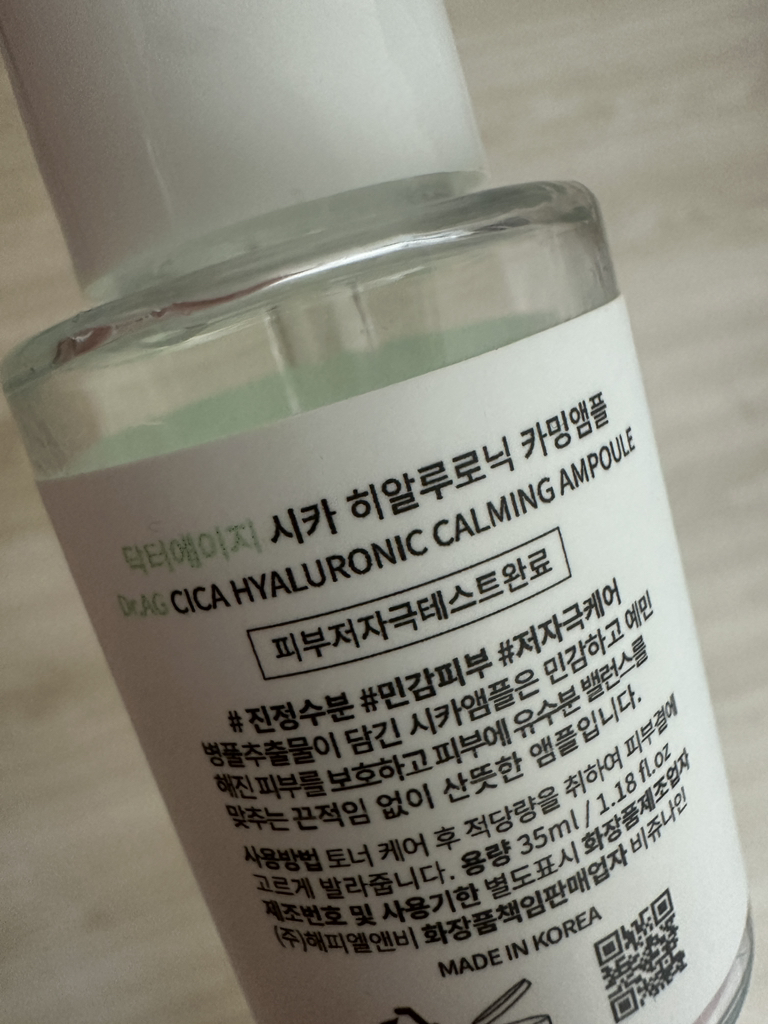 닥터에이지 시카 히알루로닉 카밍앰플
Dr.AG CICA HYALURONIC CALMING AMPOULE
피부저자극테스트완료
#진정수분 #민감피부 #저자극케어
병풀추출물이 담긴 시카앰플은 민감하고 예민
해진 피부를 보호하고 피부에 유수분 밸런스를
맞추는 끈적임 없이 산뜻한 앰플입니다.
사용방법 토너 케어 후 적당량을 취하여 피부결에
고르게 발라줍니다. 용량 35ml / 1.18 fl.oz
제조번호 및 사용기한 별도표시 화장품제조업자
(주)해피엘앤비 화장품책임판매업자 비쥬나인
MADE IN KOREA